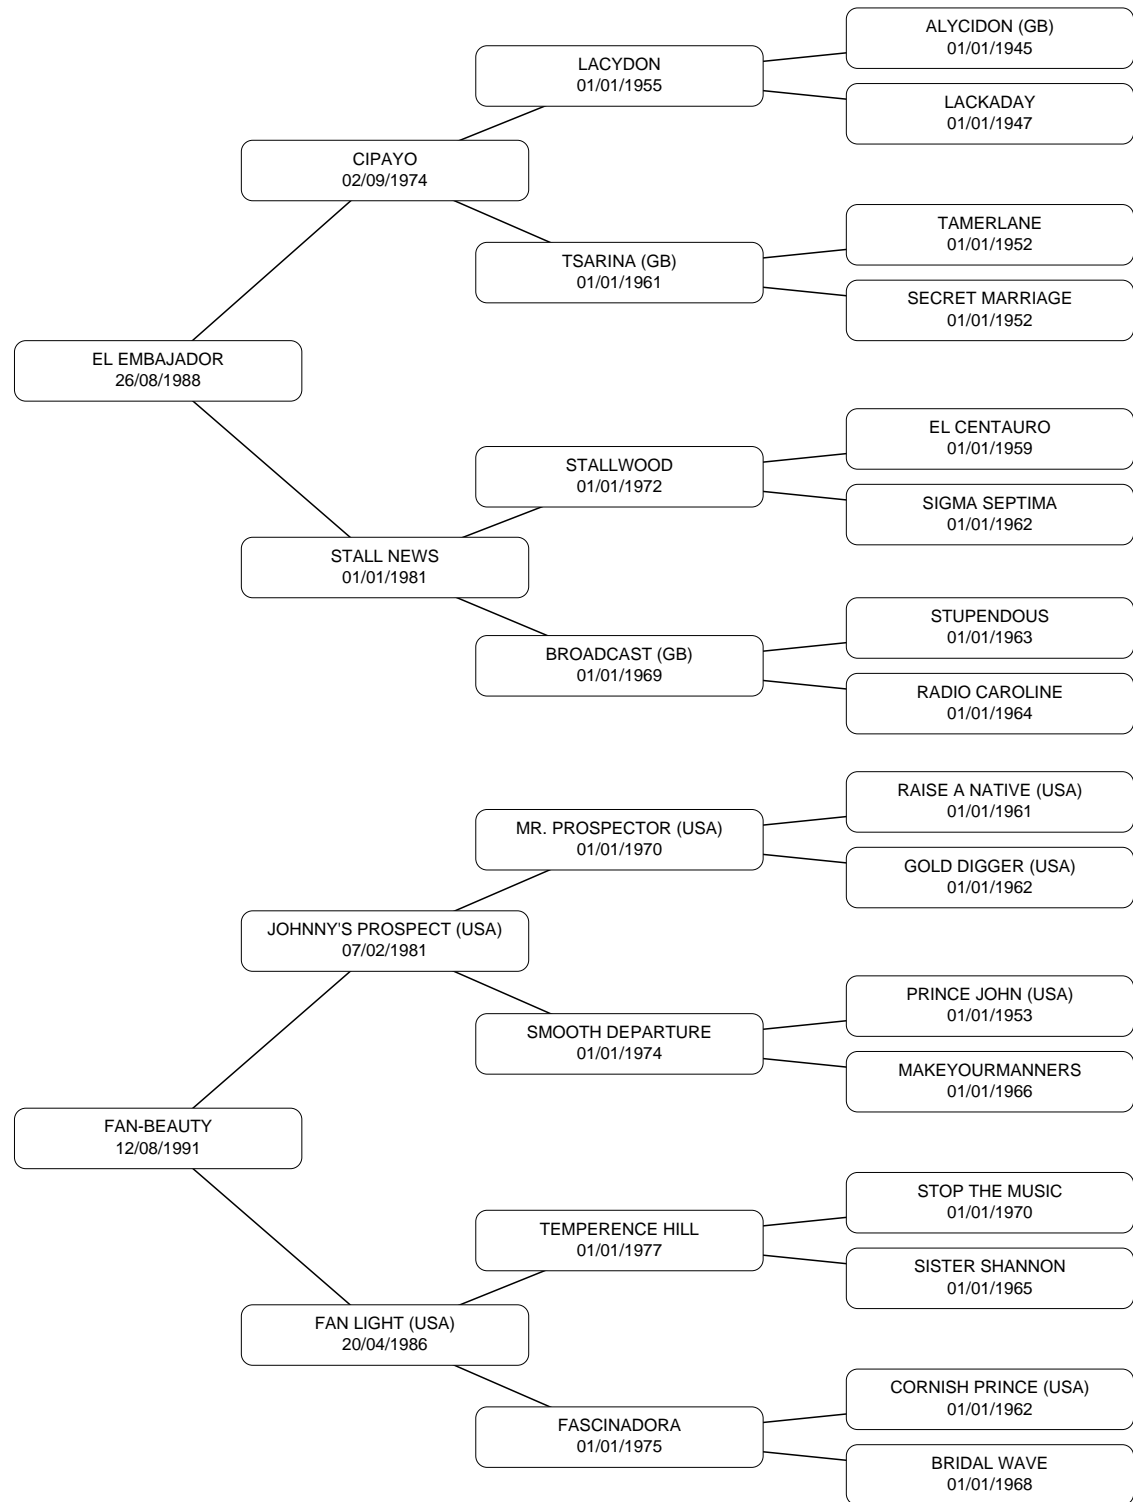 ALYCIDON (GB)
01/01/1945
LACYDON
01/01/1955
LACKADAY
01/01/1947
CIPAYO
02/09/1974
TAMERLANE
01/01/1952
TSARINA (GB)
01/01/1961
SECRET MARRIAGE
01/01/1952
EL EMBAJADOR
26/08/1988
EL CENTAURO
01/01/1959
STALLWOOD
01/01/1972
SIGMA SEPTIMA
01/01/1962
STALL NEWS
01/01/1981
STUPENDOUS
01/01/1963
BROADCAST (GB)
01/01/1969
RADIO CAROLINE
01/01/1964
RAISE A NATIVE (USA)
01/01/1961
MR. PROSPECTOR (USA)
01/01/1970
GOLD DIGGER (USA)
01/01/1962
JOHNNY'S PROSPECT (USA)
07/02/1981
PRINCE JOHN (USA)
01/01/1953
SMOOTH DEPARTURE
01/01/1974
MAKEYOURMANNERS
01/01/1966
FAN-BEAUTY
12/08/1991
STOP THE MUSIC
01/01/1970
TEMPERENCE HILL
01/01/1977
SISTER SHANNON
01/01/1965
FAN LIGHT (USA)
20/04/1986
CORNISH PRINCE (USA)
01/01/1962
FASCINADORA
01/01/1975
BRIDAL WAVE
01/01/1968